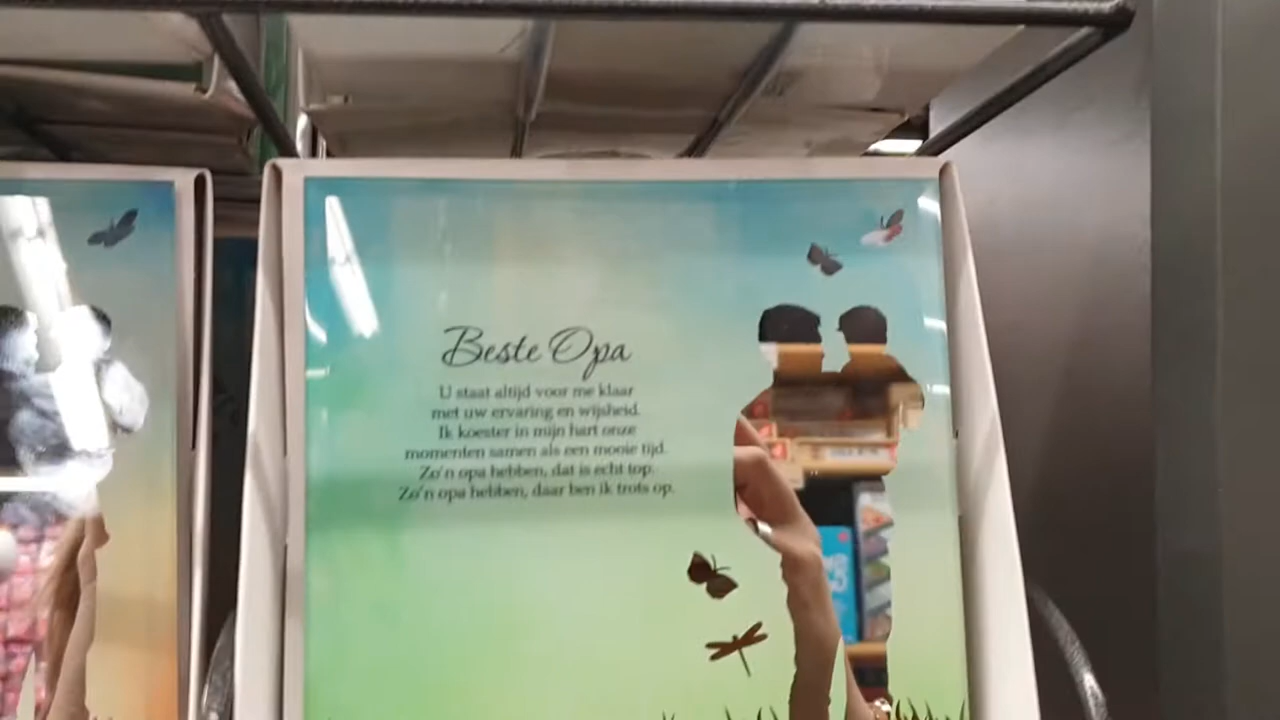 Beste Opa
U staat altijd voor me klaar
met uw ervaring en wijsheid.
Ik koester in mijn hart onze
momenten samen als een mooie tijd.
Zo'n opa hebben, dat is echt top.
Zo'n opa hebben, daar ben ik trots op.